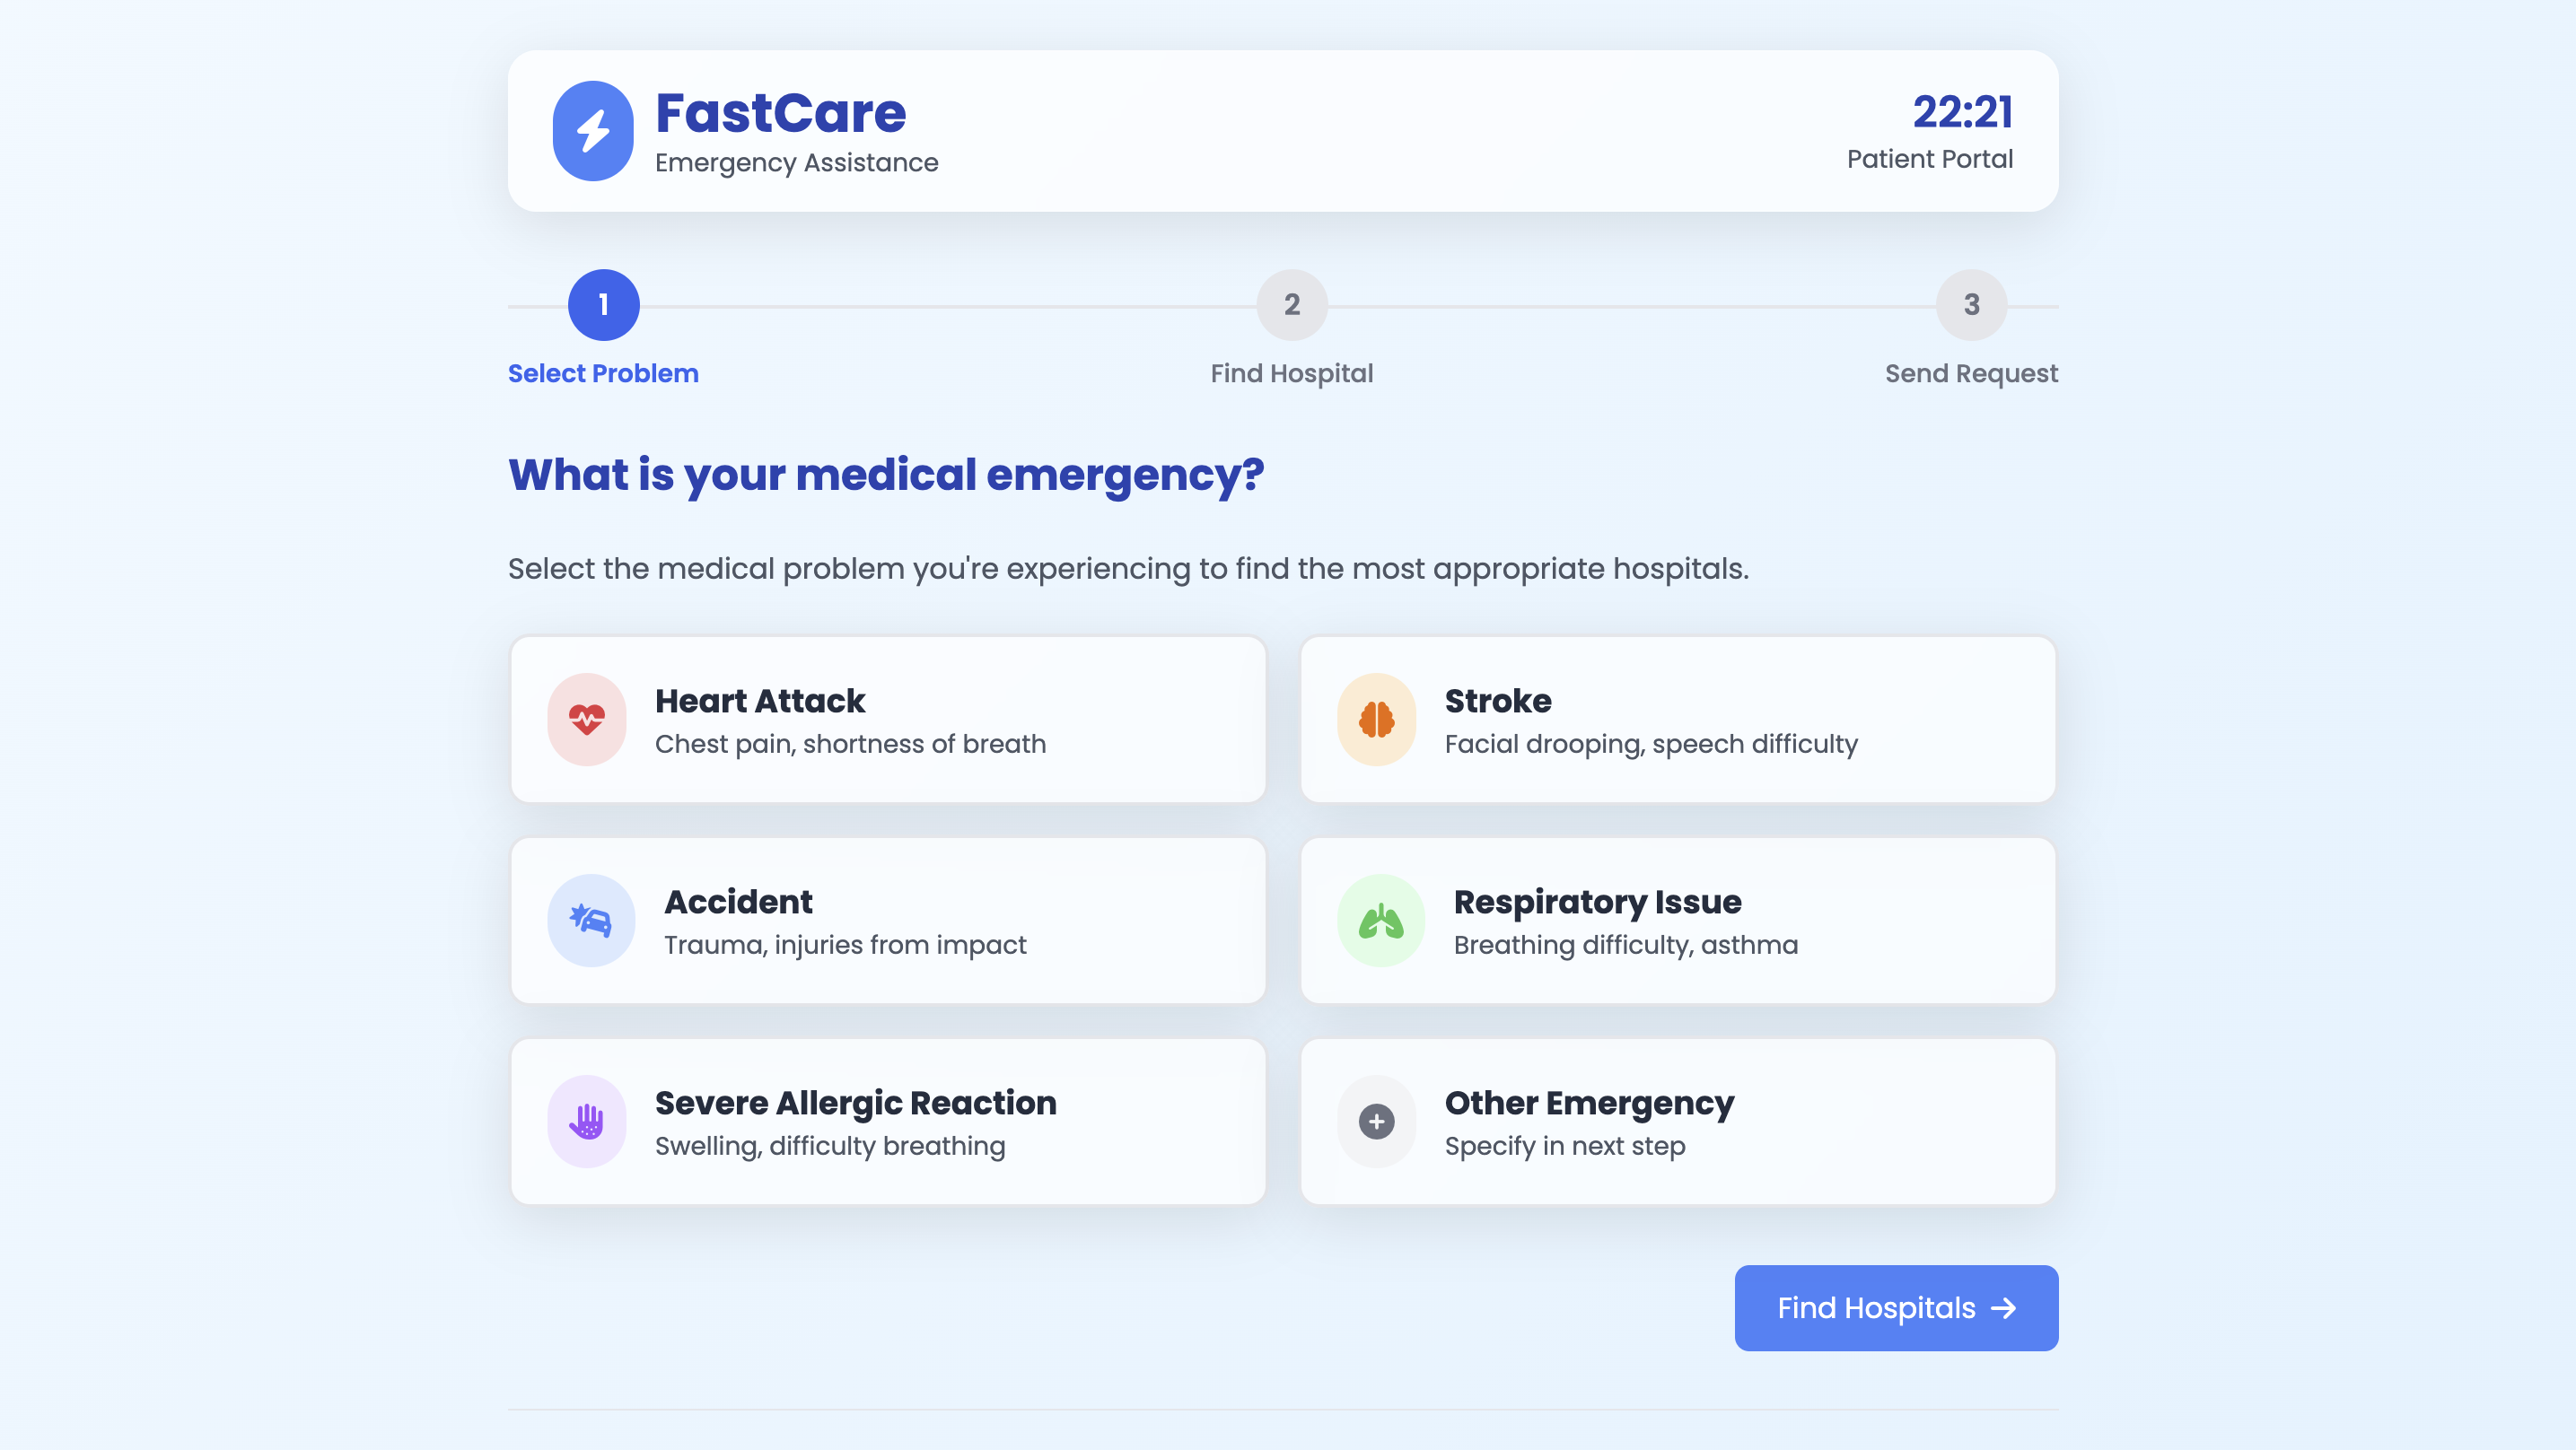 FastCare
Emergency Assistance
22:21
Patient Portal
1
2
3
Select Problem
Find Hospital
Send Request
What is your medical emergency?
Select the medical problem you're experiencing to find the most appropriate hospitals.
Heart Attack
Chest pain, shortness of breath
Stroke
Facial drooping, speech difficulty
Accident
Trauma, injuries from impact
Respiratory Issue
Breathing difficulty, asthma
Severe Allergic Reaction
Swelling, difficulty breathing
Other Emergency
Specify in next step
Find Hospitals →